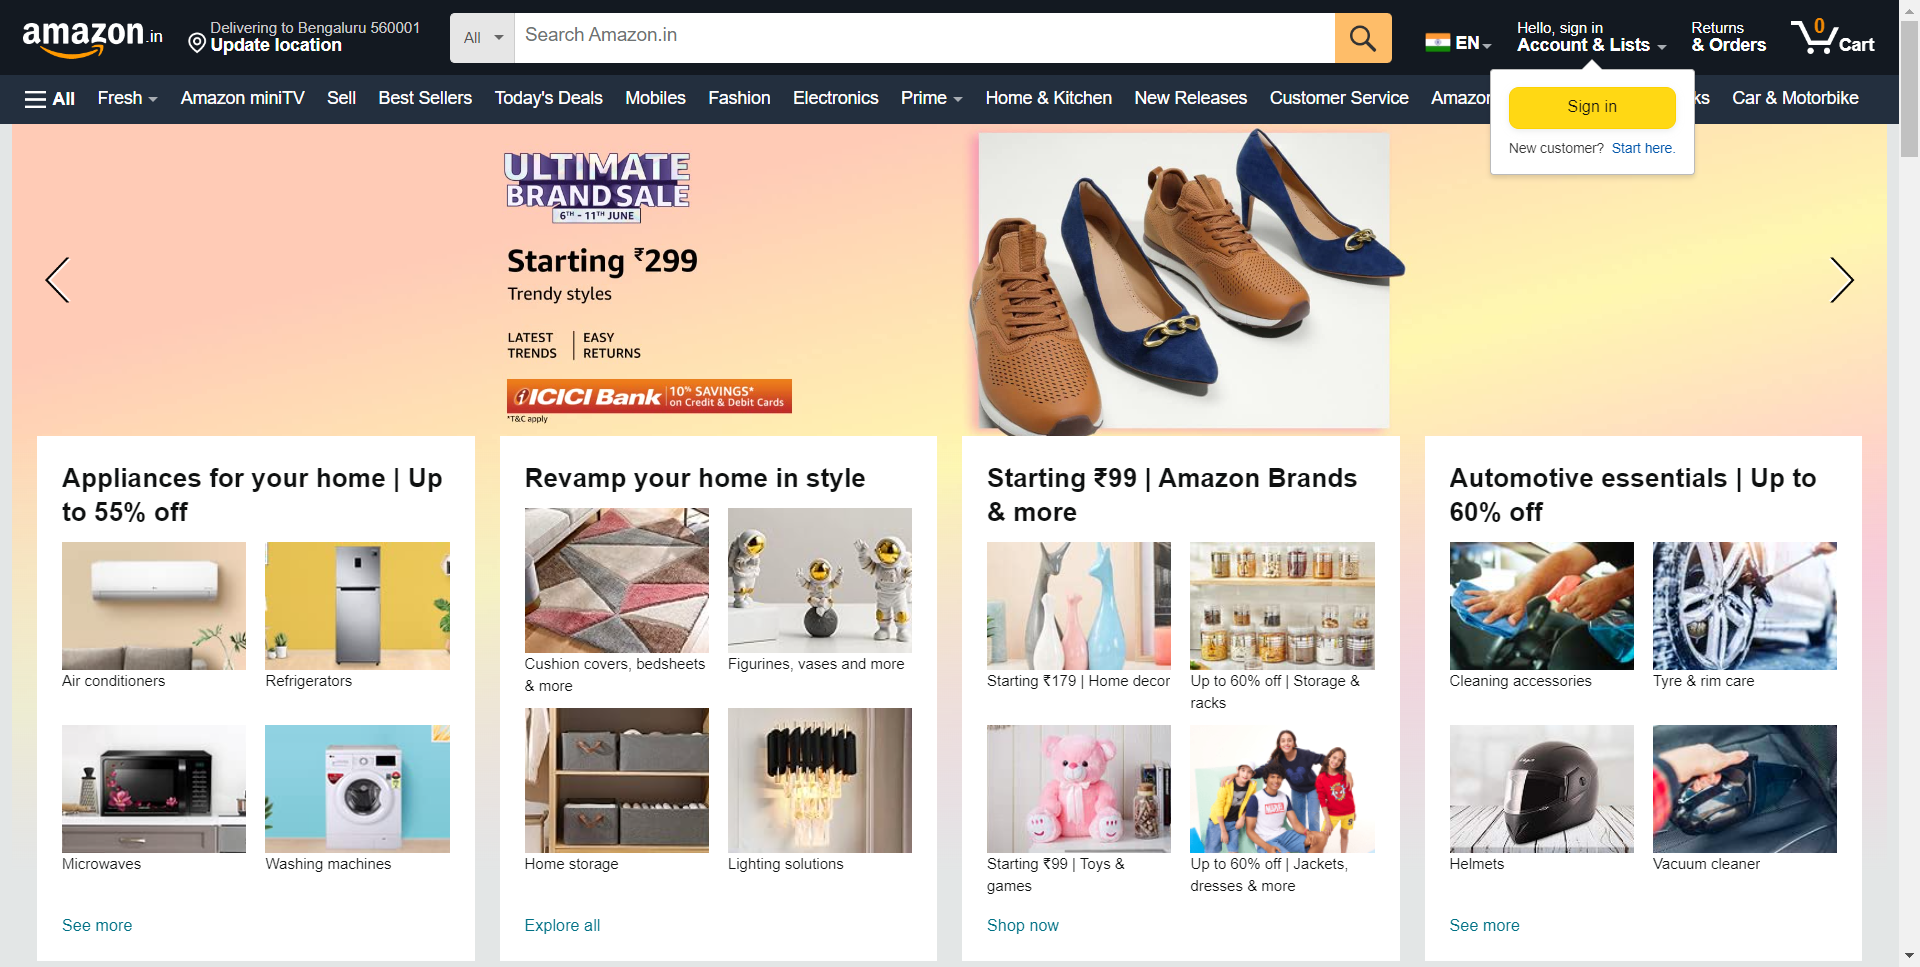 amazon.in
Delivering to Bengaluru 560001
Update location
All
Search Amazon.in
EN
Hello, sign in
Account & Lists
Returns
& Orders
0
Cart
All
Fresh
Amazon miniTV
Sell
Best Sellers
Today's Deals
Mobiles
Fashion
Electronics
Prime
Home & Kitchen
New Releases
Customer Service
Amazon
ks
Car & Motorbike
Sign in
New customer? Start here.
ULTIMATE
BRAND SALE
6TH - 11TH JUNE
Starting ₹299
Trendy styles
LATEST
TRENDS
EASY
RETURNS
ICICI Bank
10% SAVINGS*
on Credit & Debit Cards
*T&C apply
Appliances for your home | Up
to 55% off
Air conditioners
Refrigerators
Microwaves
Washing machines
See more
Revamp your home in style
Cushion covers, bedsheets
& more
Figurines, vases and more
Home storage
Lighting solutions
Explore all
Starting ₹99 | Amazon Brands
& more
Starting ₹179 | Home decor
Up to 60% off | Storage &
racks
MARVEL
Starting ₹99 | Toys &
games
Up to 60% off | Jackets,
dresses & more
Shop now
Automotive essentials | Up to
60% off
Cleaning accessories
Tyre & rim care
Helmets
Vacuum cleaner
See more